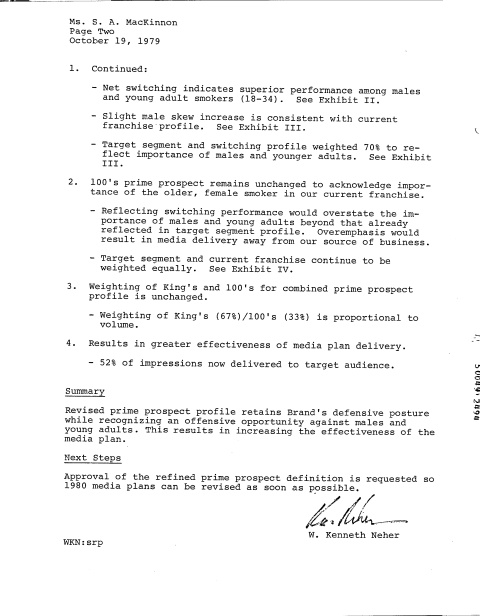 Ms. S. A. MacKinnon
Page Two
October 19, 1979
1. Continued:
- Net switching indicates superior performance among males
and young adult smokers (18-34). See Exhibit II.
- Slight male skew increase is consistent with current
franchise profile. See Exhibit III.
- Target segment and switching profile weighted 70% to re-
flect importance of males and younger adults. See Exhibit
III.
2. 100's prime prospect remains unchanged to acknowledge impor-
tance of the older, female smoker in our current franchise.
- Reflecting switching performance would overstate the im-
portance of males and young adults beyond that already
reflected in target segment profile. Overemphasis would
result in media delivery away from our source of business.
- Target segment and current franchise continue to be
weighted equally. See Exhibit IV.
3. Weighting of King's and 100's for combined prime prospect
profile is unchanged.
- Weighting of King's (67%)/100's (33%) is proportional to
volume.
4. Results in greater effectiveness of media plan delivery.
- 52% of impressions now delivered to target audience.
Summary
Revised prime prospect profile retains Brand's defensive posture
while recognizing an offensive opportunity against males and
young adults. This results in increasing the effectiveness of the
media plan.
Next Steps
Approval of the refined prime prospect definition is requested so
1980 media plans can be revised as soon as possible.
W. Kenneth Neher
WKN:srp